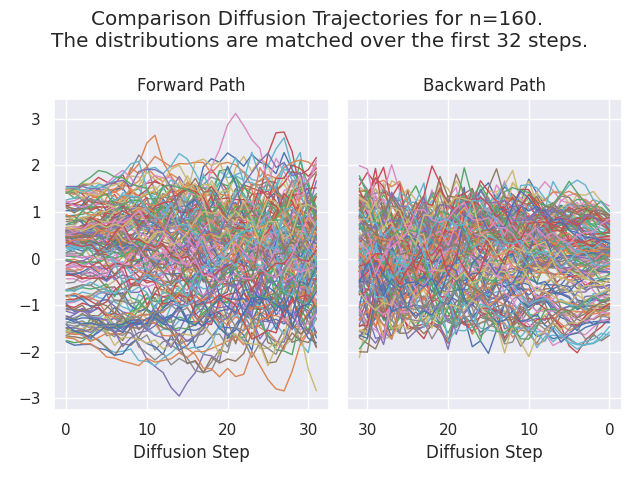 Comparison Diffusion Trajectories for n=160.
The distributions are matched over the first 32 steps.
Forward Path
Backward Path
3
2
1
0
−1
−2
−3
0 10 20 30
30 20 10 0
Diffusion Step
Diffusion Step